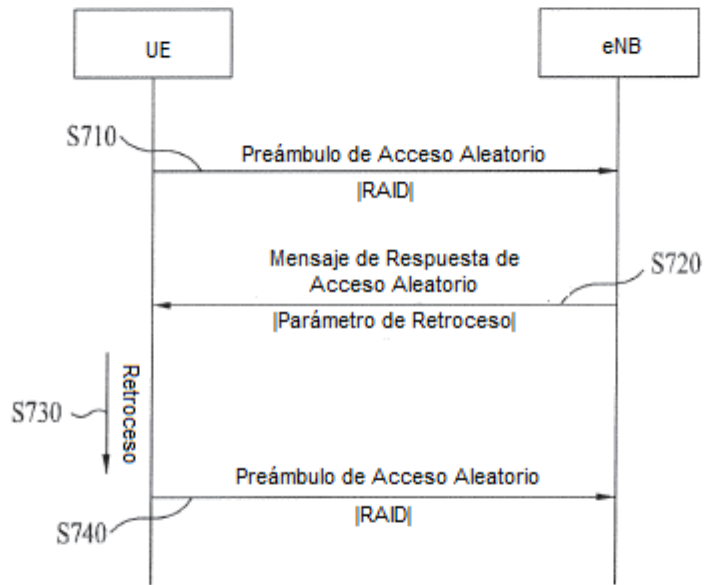 UE
eNB
S710
Preámbulo de Acceso Aleatorio
|RAID|
Mensaje de Respuesta de
Acceso Aleatorio
S720
|Parámetro de Retroceso|
S730
Retroceso
Preámbulo de Acceso Aleatorio
|RAID|
S740